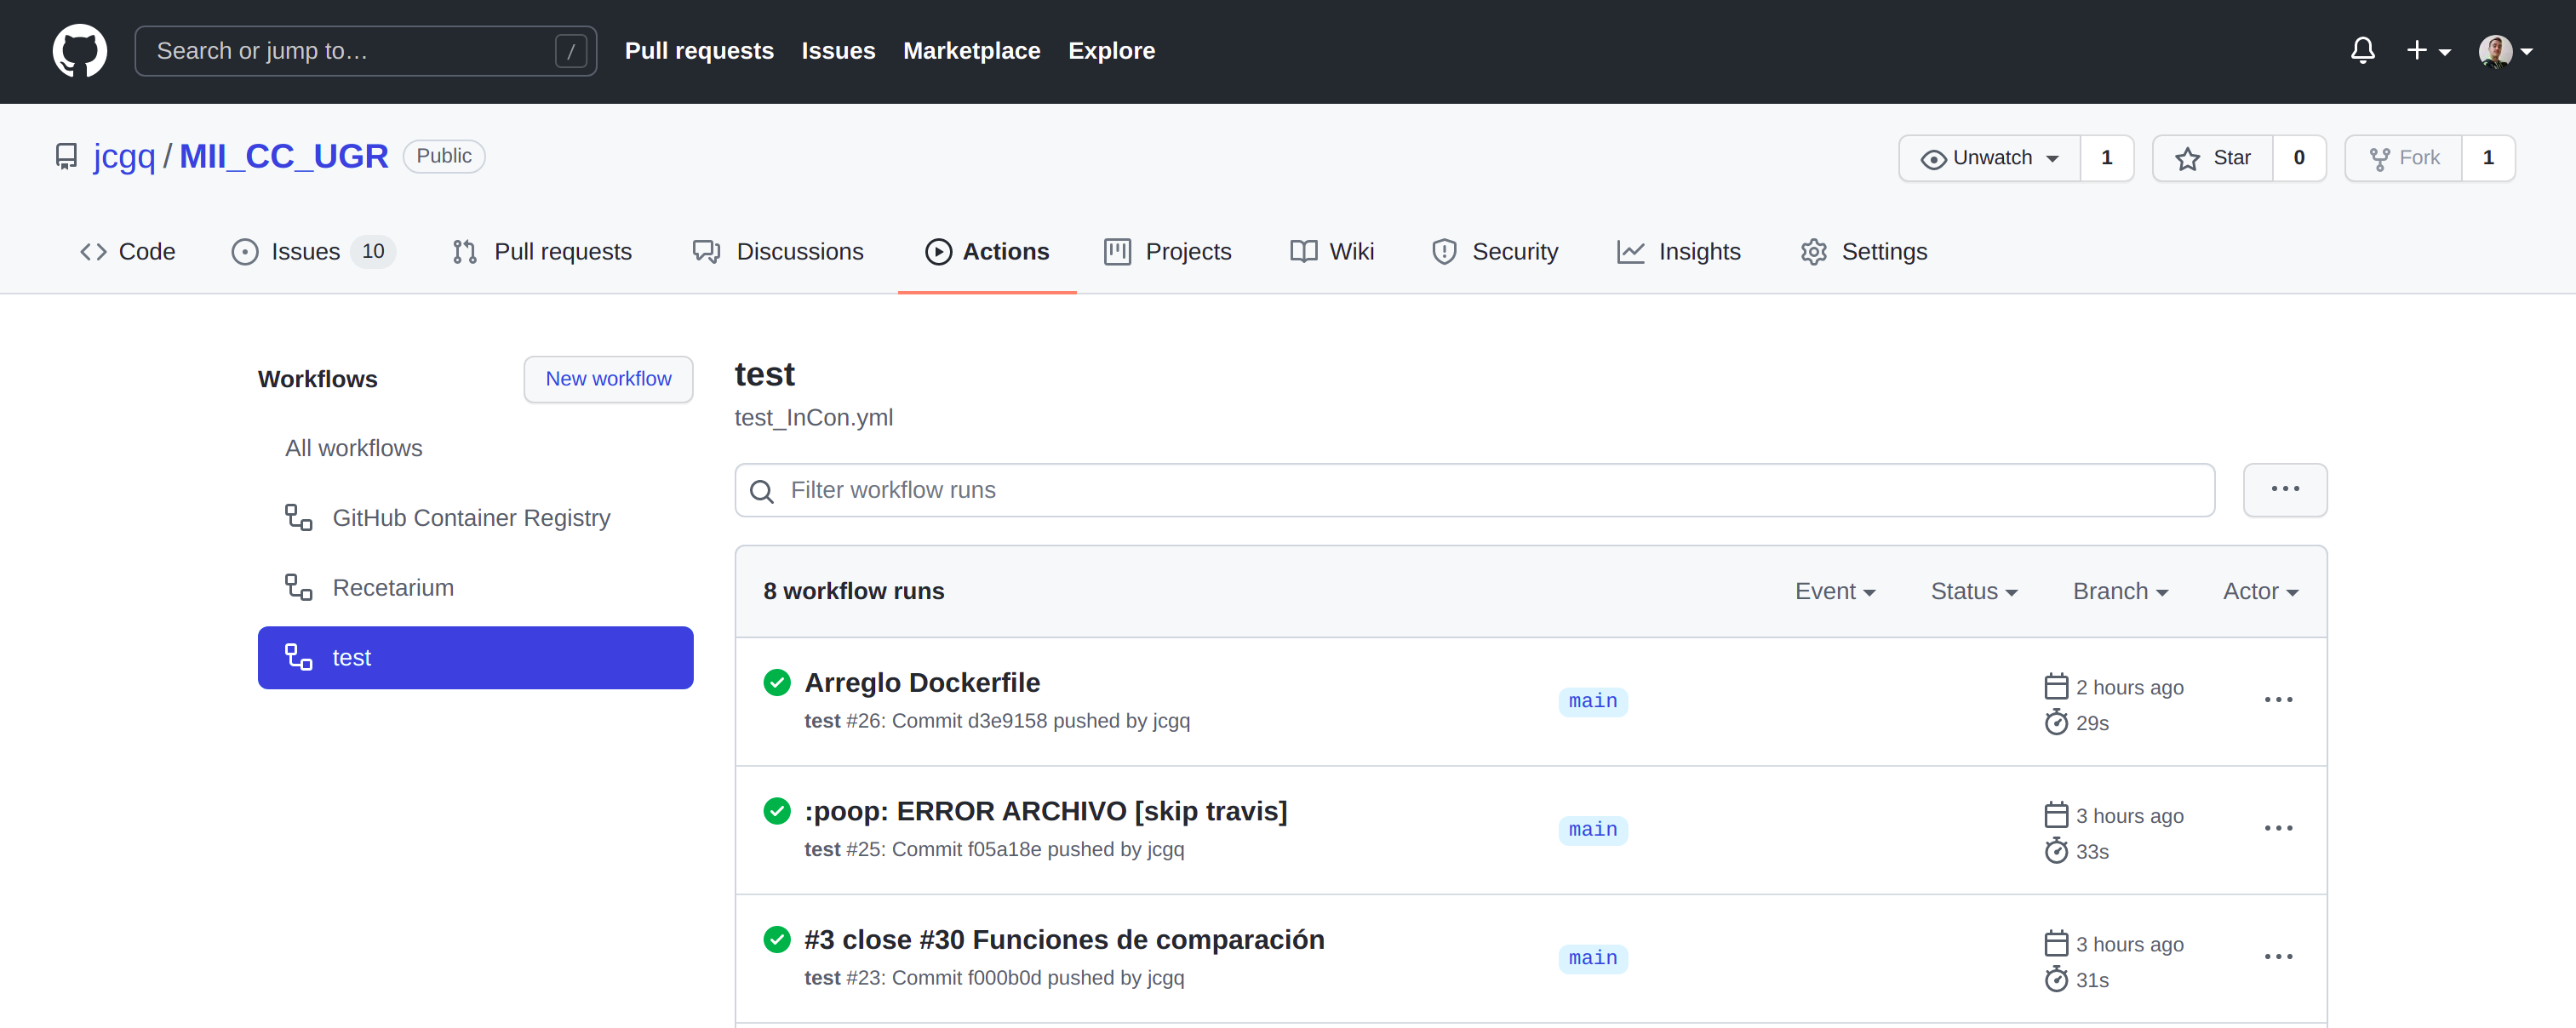 Search or jump to… / Pull requests Issues Marketplace Explore
jcgq / MII_CC_UGR Public Unwatch 1 Star 0 Fork 1
Code Issues 10 Pull requests Discussions Actions Projects Wiki Security Insights Settings
Workflows New workflow
All workflows
GitHub Container Registry
Recetarium
test
test
test_InCon.yml
Filter workflow runs
8 workflow runs Event Status Branch Actor
Arreglo Dockerfile
test #26: Commit d3e9158 pushed by jcgq
main
2 hours ago
29s
:poop: ERROR ARCHIVO [skip travis]
test #25: Commit f05a18e pushed by jcgq
main
3 hours ago
33s
#3 close #30 Funciones de comparación
test #23: Commit f000b0d pushed by jcgq
main
3 hours ago
31s